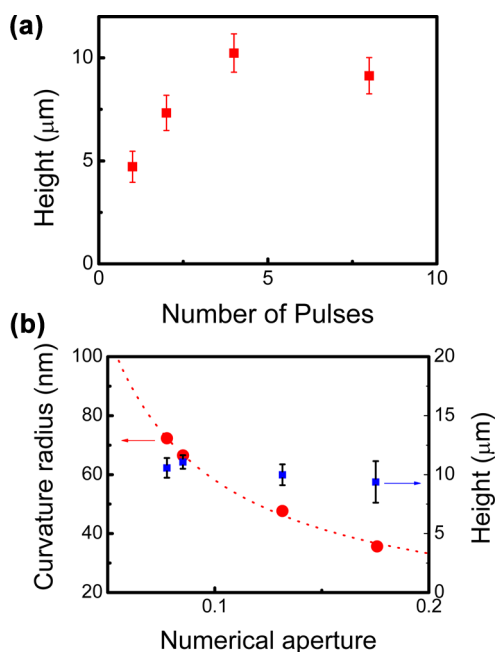 (a)
10
5
0
Height (μm)
0
5
10
Number of Pulses
(b)
100
80
60
40
20
Curvature radius (nm)
20
15
10
5
0
Height (μm)
0.1
0.2
Numerical aperture